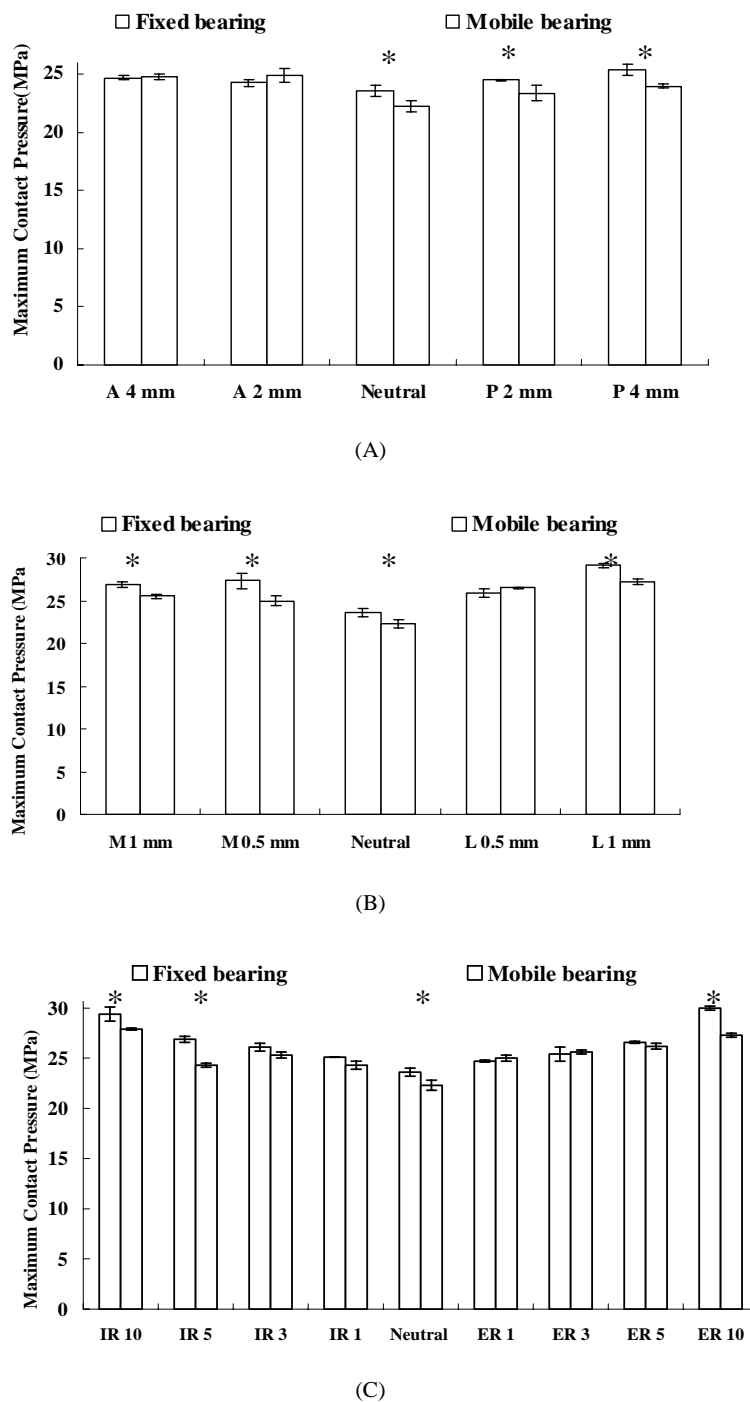 Fixed bearing Mobile bearing
Maximum Contact Pressure(MPa)
25
20
15
10
5
0
* * *
A 4 mm A 2 mm Neutral P 2 mm P 4 mm
(A)
Fixed bearing Mobile bearing
Maximum Contact Pressure (MPa
30
25
20
15
10
5
0
* * * *
M 1 mm M 0.5 mm Neutral L 0.5 mm L 1 mm
(B)
Fixed bearing Mobile bearing
Maximum Contact Pressure (MPa)
30
25
20
15
10
5
0
* * * *
IR 10 IR 5 IR 3 IR 1 Neutral ER 1 ER 3 ER 5 ER 10
(C)